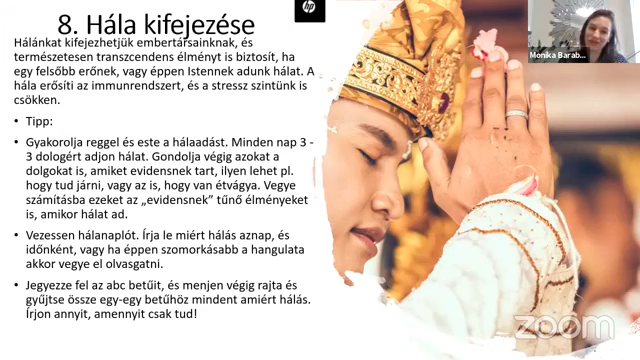 8. Hála kifejezése
Hálánkat kifejezhetjük embertársainknak, és
természetesen transzcendens élményt is biztosít, ha
egy felsőbb erőnek, vagy éppen Istennek adunk hálát. A
hála erősíti az immunrendszert, és a stressz szintünk is
csökken.
• Tipp:
• Gyakorolja reggel és este a hálaadást. Minden nap 3 -
3 dologért adjon hálát. Gondolja végig azokat a
dolgokat is, amiket evidensnek tart, ilyen lehet pl.
hogy tud járni, vagy az is, hogy van étvágya. Vegye
számításba ezeket az „evidensnek” tűnő élményeket
is, amikor hálát ad.
• Vezessen hálanaplót. Írja le miért hálás aznap, és
időnként, vagy ha éppen szomorkásabb a hangulata
akkor vegye el olvasgatni.
• Jegyezze fel az abc betűit, és menjen végig rajta és
gyűjtse össze egy-egy betűhöz mindent amiért hálás.
Írjon annyit, amennyit csak tud!
hp
Monika Barab...
zoom